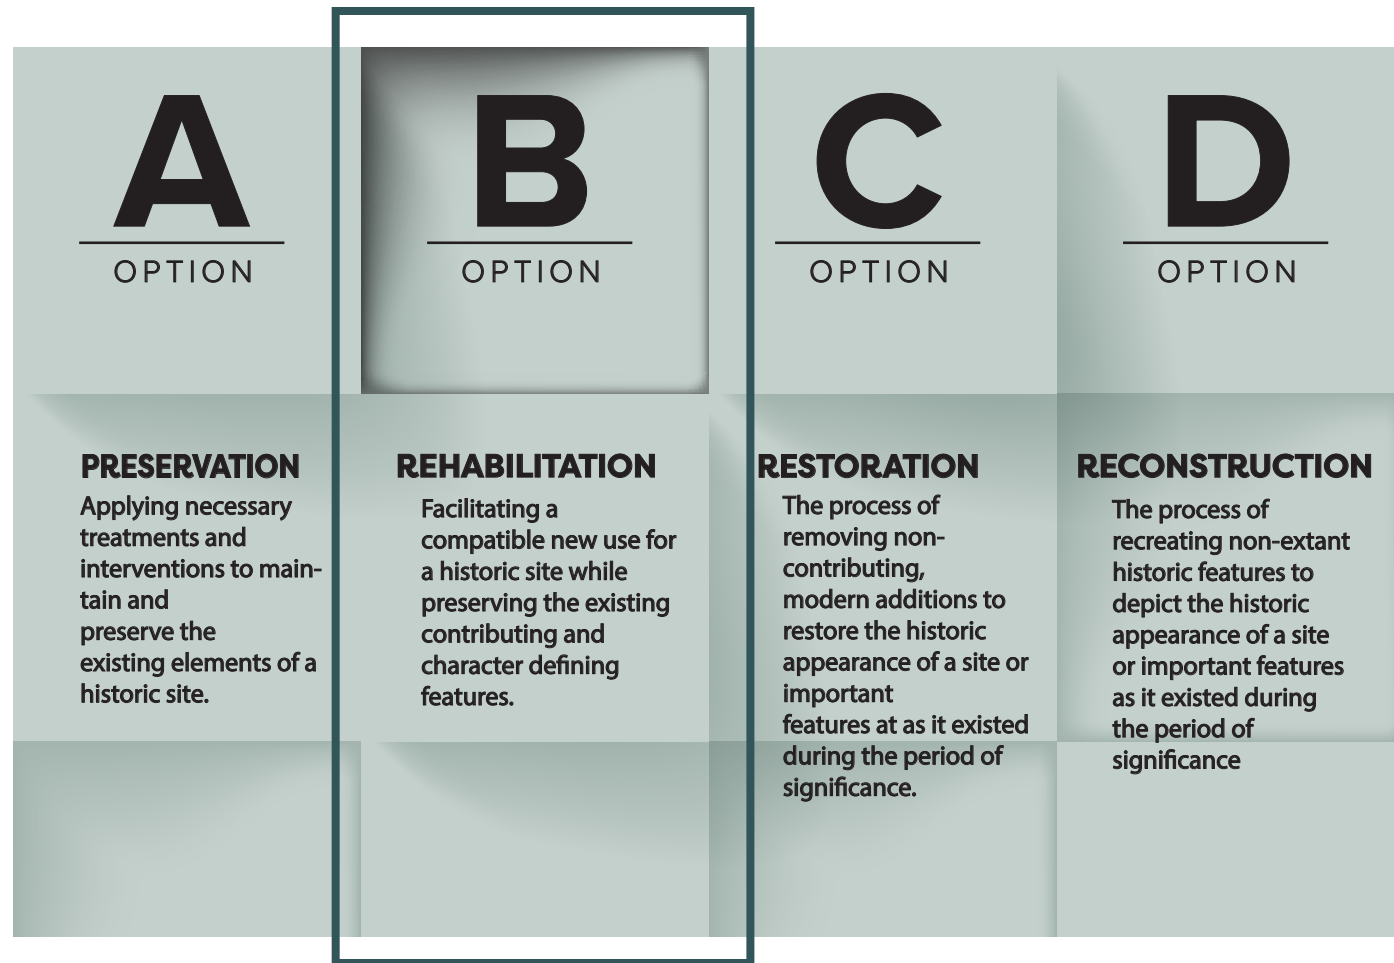 A
OPTION
PRESERVATION
Applying necessary
treatments and
interventions to main-
tain and
preserve the
existing elements of a
historic site.
B
OPTION
REHABILITATION
Facilitating a
compatible new use for
a historic site while
preserving the existing
contributing and
character defining
features.
C
OPTION
RESTORATION
The process of
removing non-
contributing,
modern additions to
restore the historic
appearance of a site or
important
features at as it existed
during the period of
significance.
D
OPTION
RECONSTRUCTION
The process of
recreating non-extant
historic features to
depict the historic
appearance of a site
or important features
as it existed during
the period of
significance